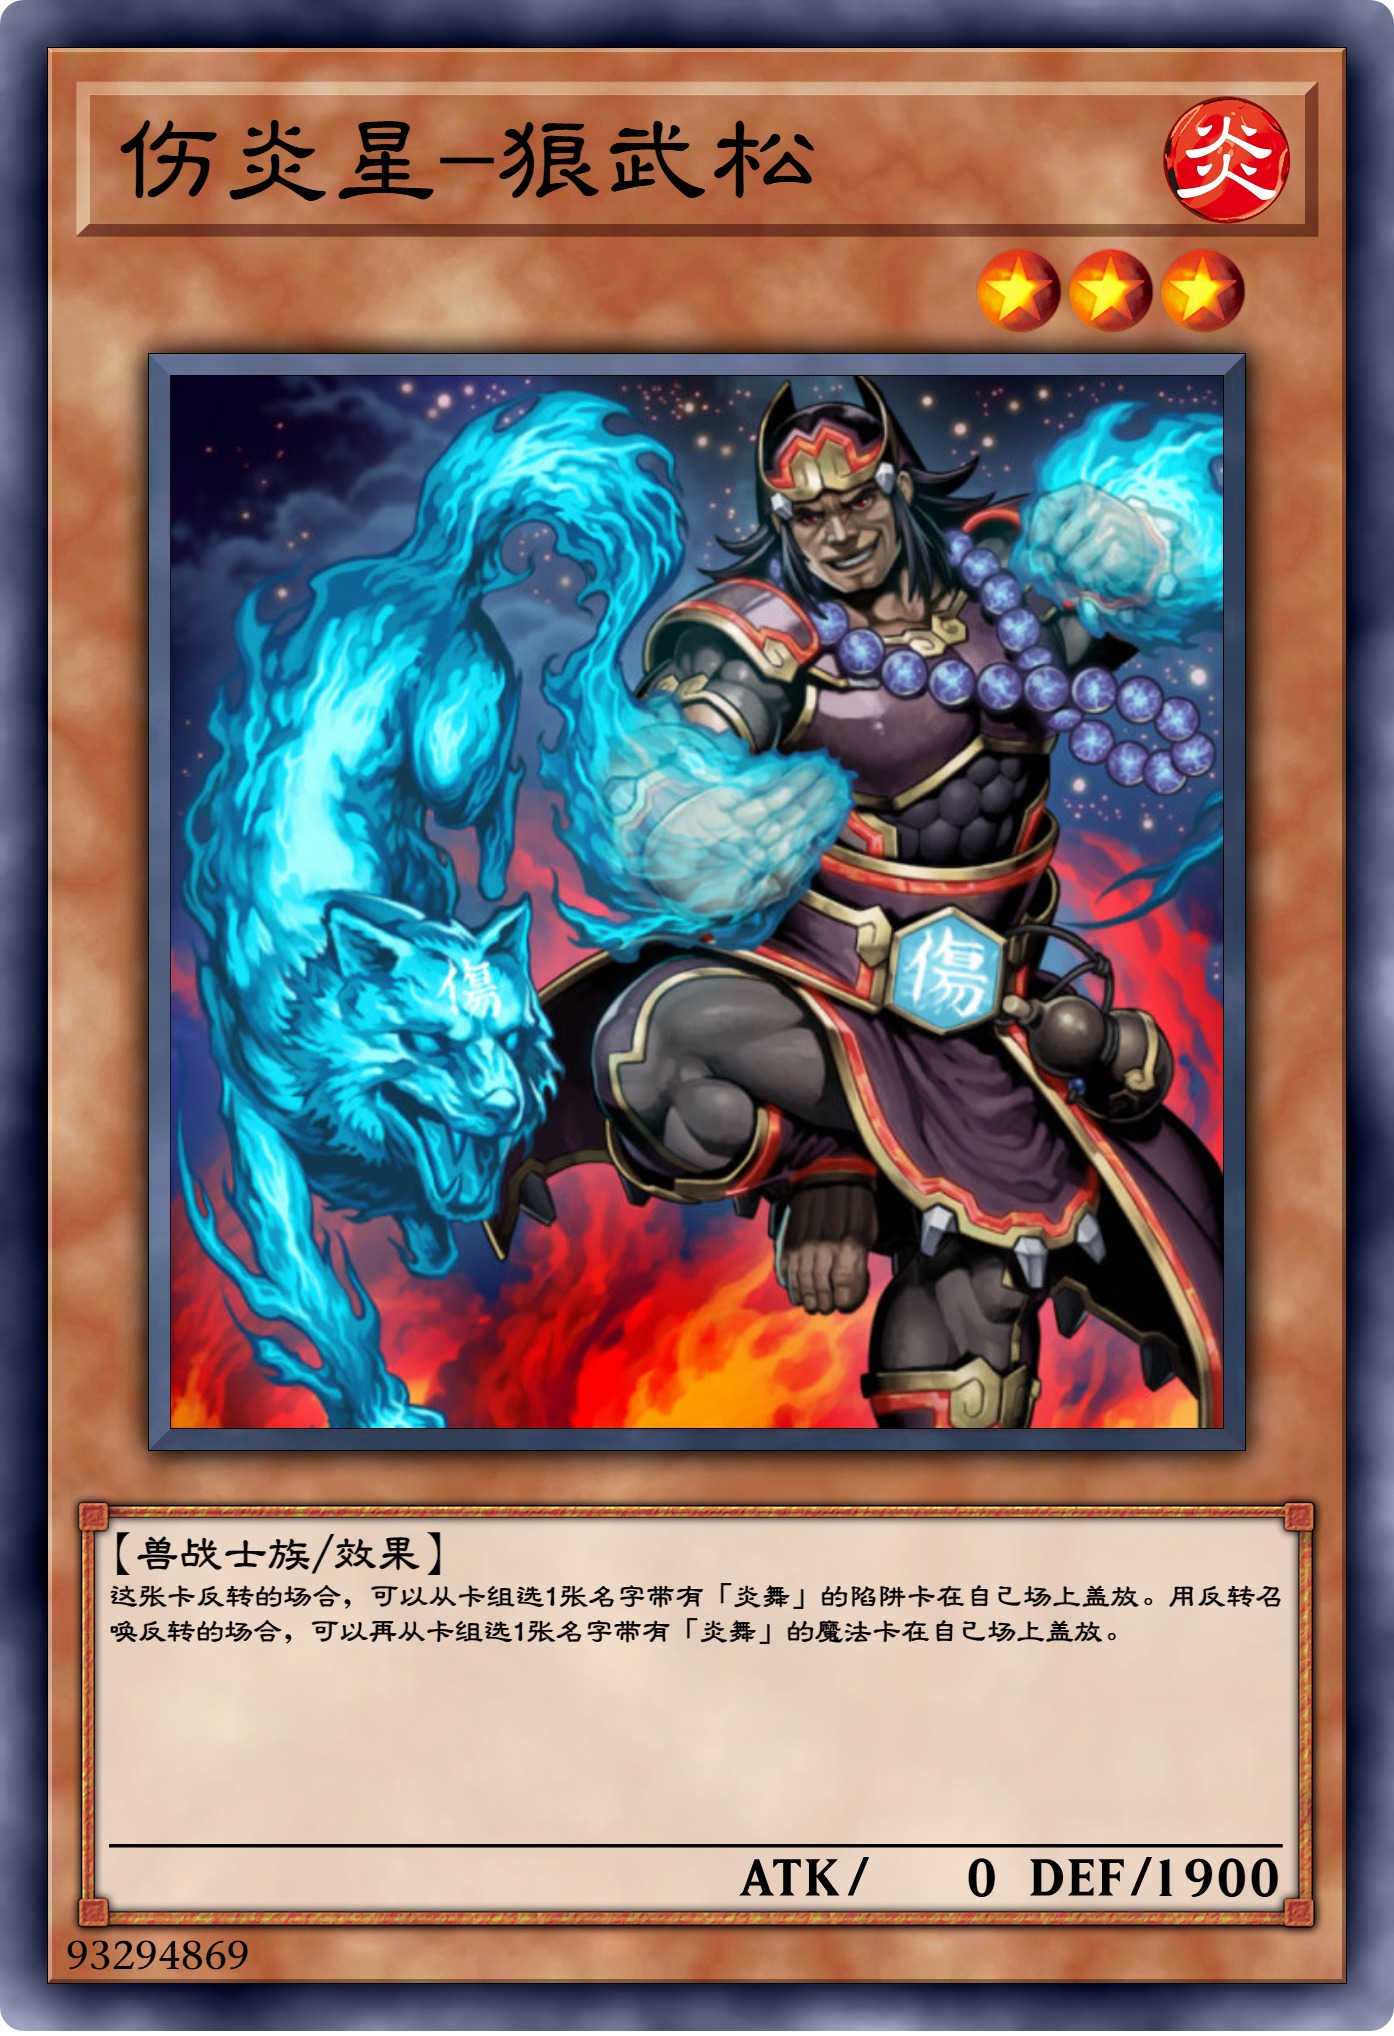 伤炎星-狼武松
炎
傷
傷
【兽战士族/效果】
这张卡反转的场合，可以从卡组选1张名字带有「炎舞」的陷阱卡在自己场上盖放。用反转召
唤反转的场合，可以再从卡组选1张名字带有「炎舞」的魔法卡在自己场上盖放。
ATK/ 0 DEF/1900
93294869